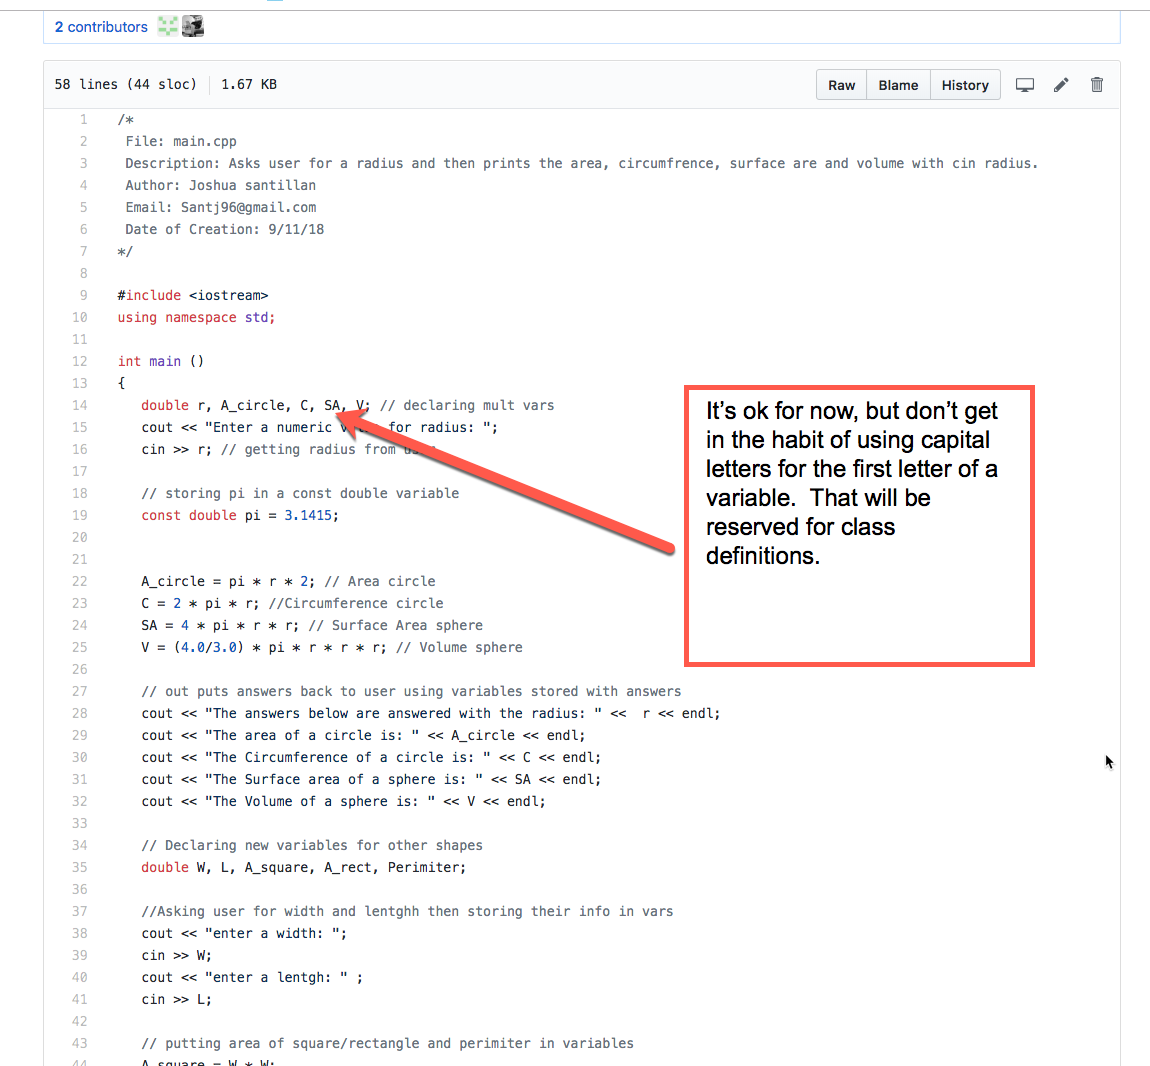 2 contributors
58 lines (44 sloc) 1.67 KB
Raw Blame History
1 /*
2 File: main.cpp
3 Description: Asks user for a radius and then prints the area, circumfrence, surface are and volume with cin radius.
4 Author: Joshua santillan
5 Email: Santj96@gmail.com
6 Date of Creation: 9/11/18
7 */
8
9 #include <iostream>
10 using namespace std;
11
12 int main ()
13 {
14 double r, A_circle, C, SA, V; // declaring mult vars
15 cout << "Enter a numeric for radius: ";
16 cin >> r; // getting radius from
17
18 // storing pi in a const double variable
19 const double pi = 3.1415;
20
21
22 A_circle = pi * r * 2; // Area circle
23 C = 2 * pi * r; //Circumference circle
24 SA = 4 * pi * r * r; // Surface Area sphere
25 V = (4.0/3.0) * pi * r * r * r; // Volume sphere
26
27 // out puts answers back to user using variables stored with answers
28 cout << "The answers below are answered with the radius: " << r << endl;
29 cout << "The area of a circle is: " << A_circle << endl;
30 cout << "The Circumference of a circle is: " << C << endl;
31 cout << "The Surface area of a sphere is: " << SA << endl;
32 cout << "The Volume of a sphere is: " << V << endl;
33
34 // Declaring new variables for other shapes
35 double W, L, A_square, A_rect, Perimiter;
36
37 //Asking user for width and lentghh then storing their info in vars
38 cout << "enter a width: ";
39 cin >> W;
40 cout << "enter a lentgh: " ;
41 cin >> L;
42
43 // putting area of square/rectangle and perimiter in variables
44 A_square = W * W;
It's ok for now, but don't get
in the habit of using capital
letters for the first letter of a
variable. That will be
reserved for class
definitions.